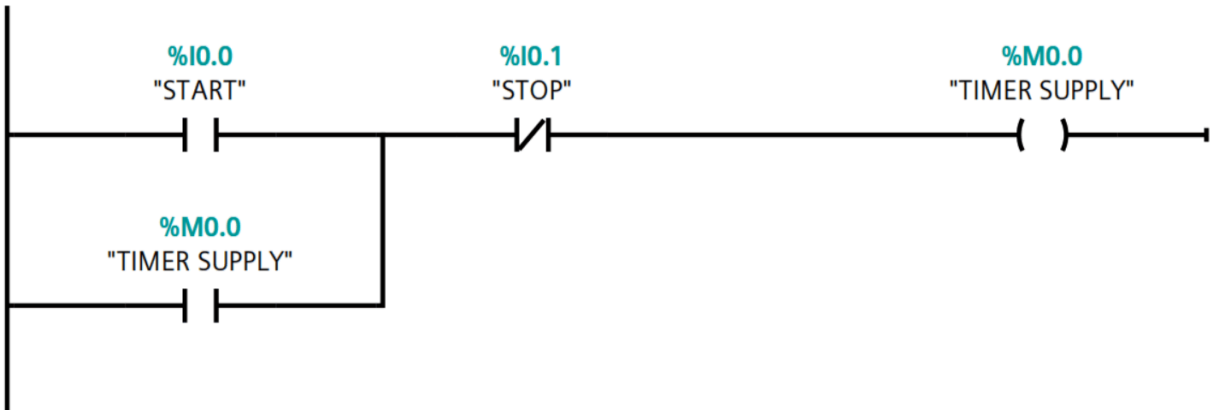 %I0.0
"START"
%I0.1
"STOP"
%M0.0
"TIMER SUPPLY"
%M0.0
"TIMER SUPPLY"